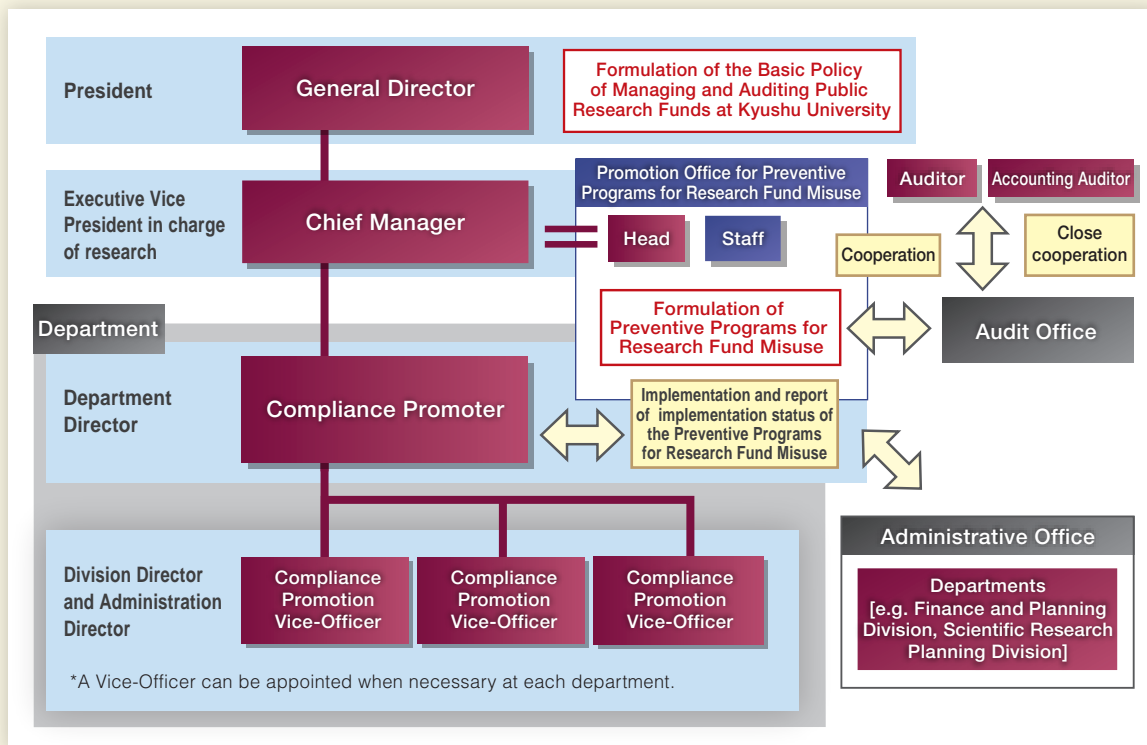 President
General Director
Formulation of the Basic Policy
of Managing and Auditing Public
Research Funds at Kyushu University
Executive Vice
President in charge
of research
Chief Manager
Promotion Office for Preventive
Programs for Research Fund Misuse
Head
Staff
Auditor
Accounting Auditor
Cooperation
Close
cooperation
Formulation of
Preventive Programs for
Research Fund Misuse
Audit Office
Department
Department
Director
Compliance Promoter
Implementation and report
of implementation status of
the Preventive Programs
for Research Fund Misuse
Division Director
and Administration
Director
Compliance
Promotion
Vice-Officer
Compliance
Promotion
Vice-Officer
Compliance
Promotion
Vice-Officer
*A Vice-Officer can be appointed when necessary at each department.
Administrative Office
Departments
[e.g. Finance and Planning
Division, Scientific Research
Planning Division]